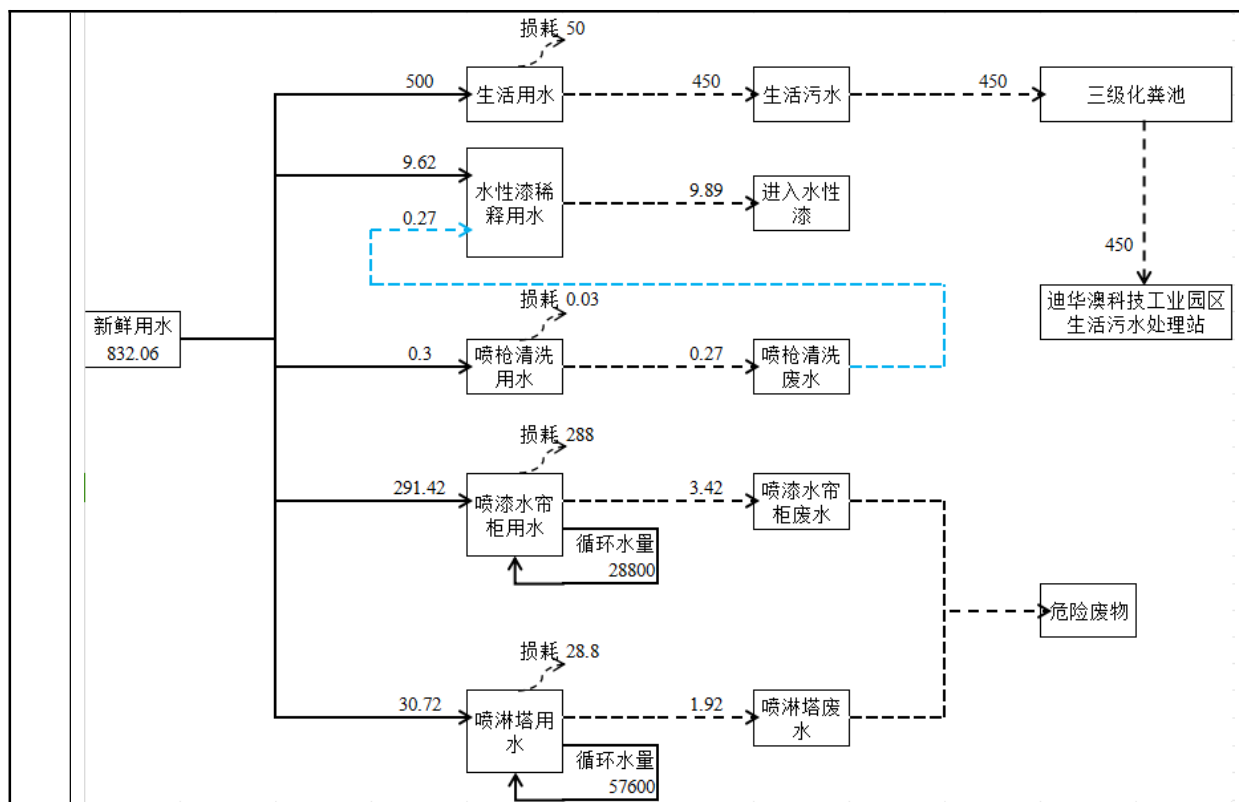 损耗 50
500
生活用水
450
生活污水
450
三级化粪池
9.62
水性漆稀
释用水
9.89
进入水性
漆
0.27
450
损耗 0.03
迪华澳科技工业园区
生活污水处理站
新鲜用水
832.06
0.3
喷枪清洗
用水
0.27
喷枪清洗
废水
损耗 288
291.42
喷漆水帘
柜用水
3.42
喷漆水帘
柜废水
循环水量
28800
危险废物
损耗 28.8
30.72
喷淋塔用
水
1.92
喷淋塔废
水
循环水量
57600